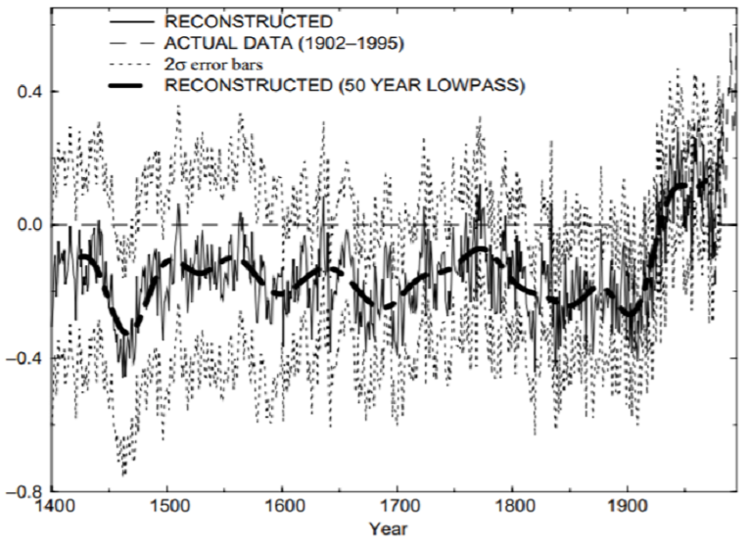 RECONSTRUCTED
ACTUAL DATA (1902–1995)
2σ error bars
RECONSTRUCTED (50 YEAR LOWPASS)
0.4
0.0
−0.4
−0.8
1400 1500 1600 1700 1800 1900
Year